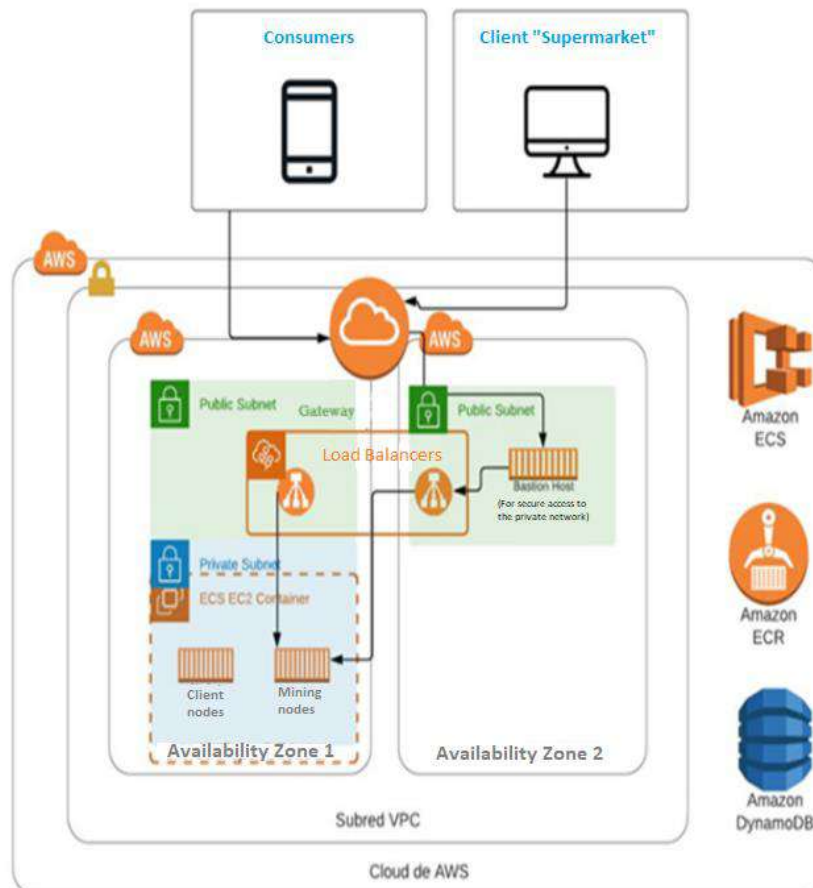 Consumers
Client "Supermarket"
AWS
AWS
AWS
Public Subnet
Gateway
Public Subnet
Load Balancers
Bastion Host
(For secure access to
the private network)
Private Subnet
ECS EC2 Container
Client
nodes
Mining
nodes
Availability Zone 1
Availability Zone 2
Subred VPC
Cloud de AWS
Amazon
ECS
Amazon
ECR
Amazon
DynamoDB